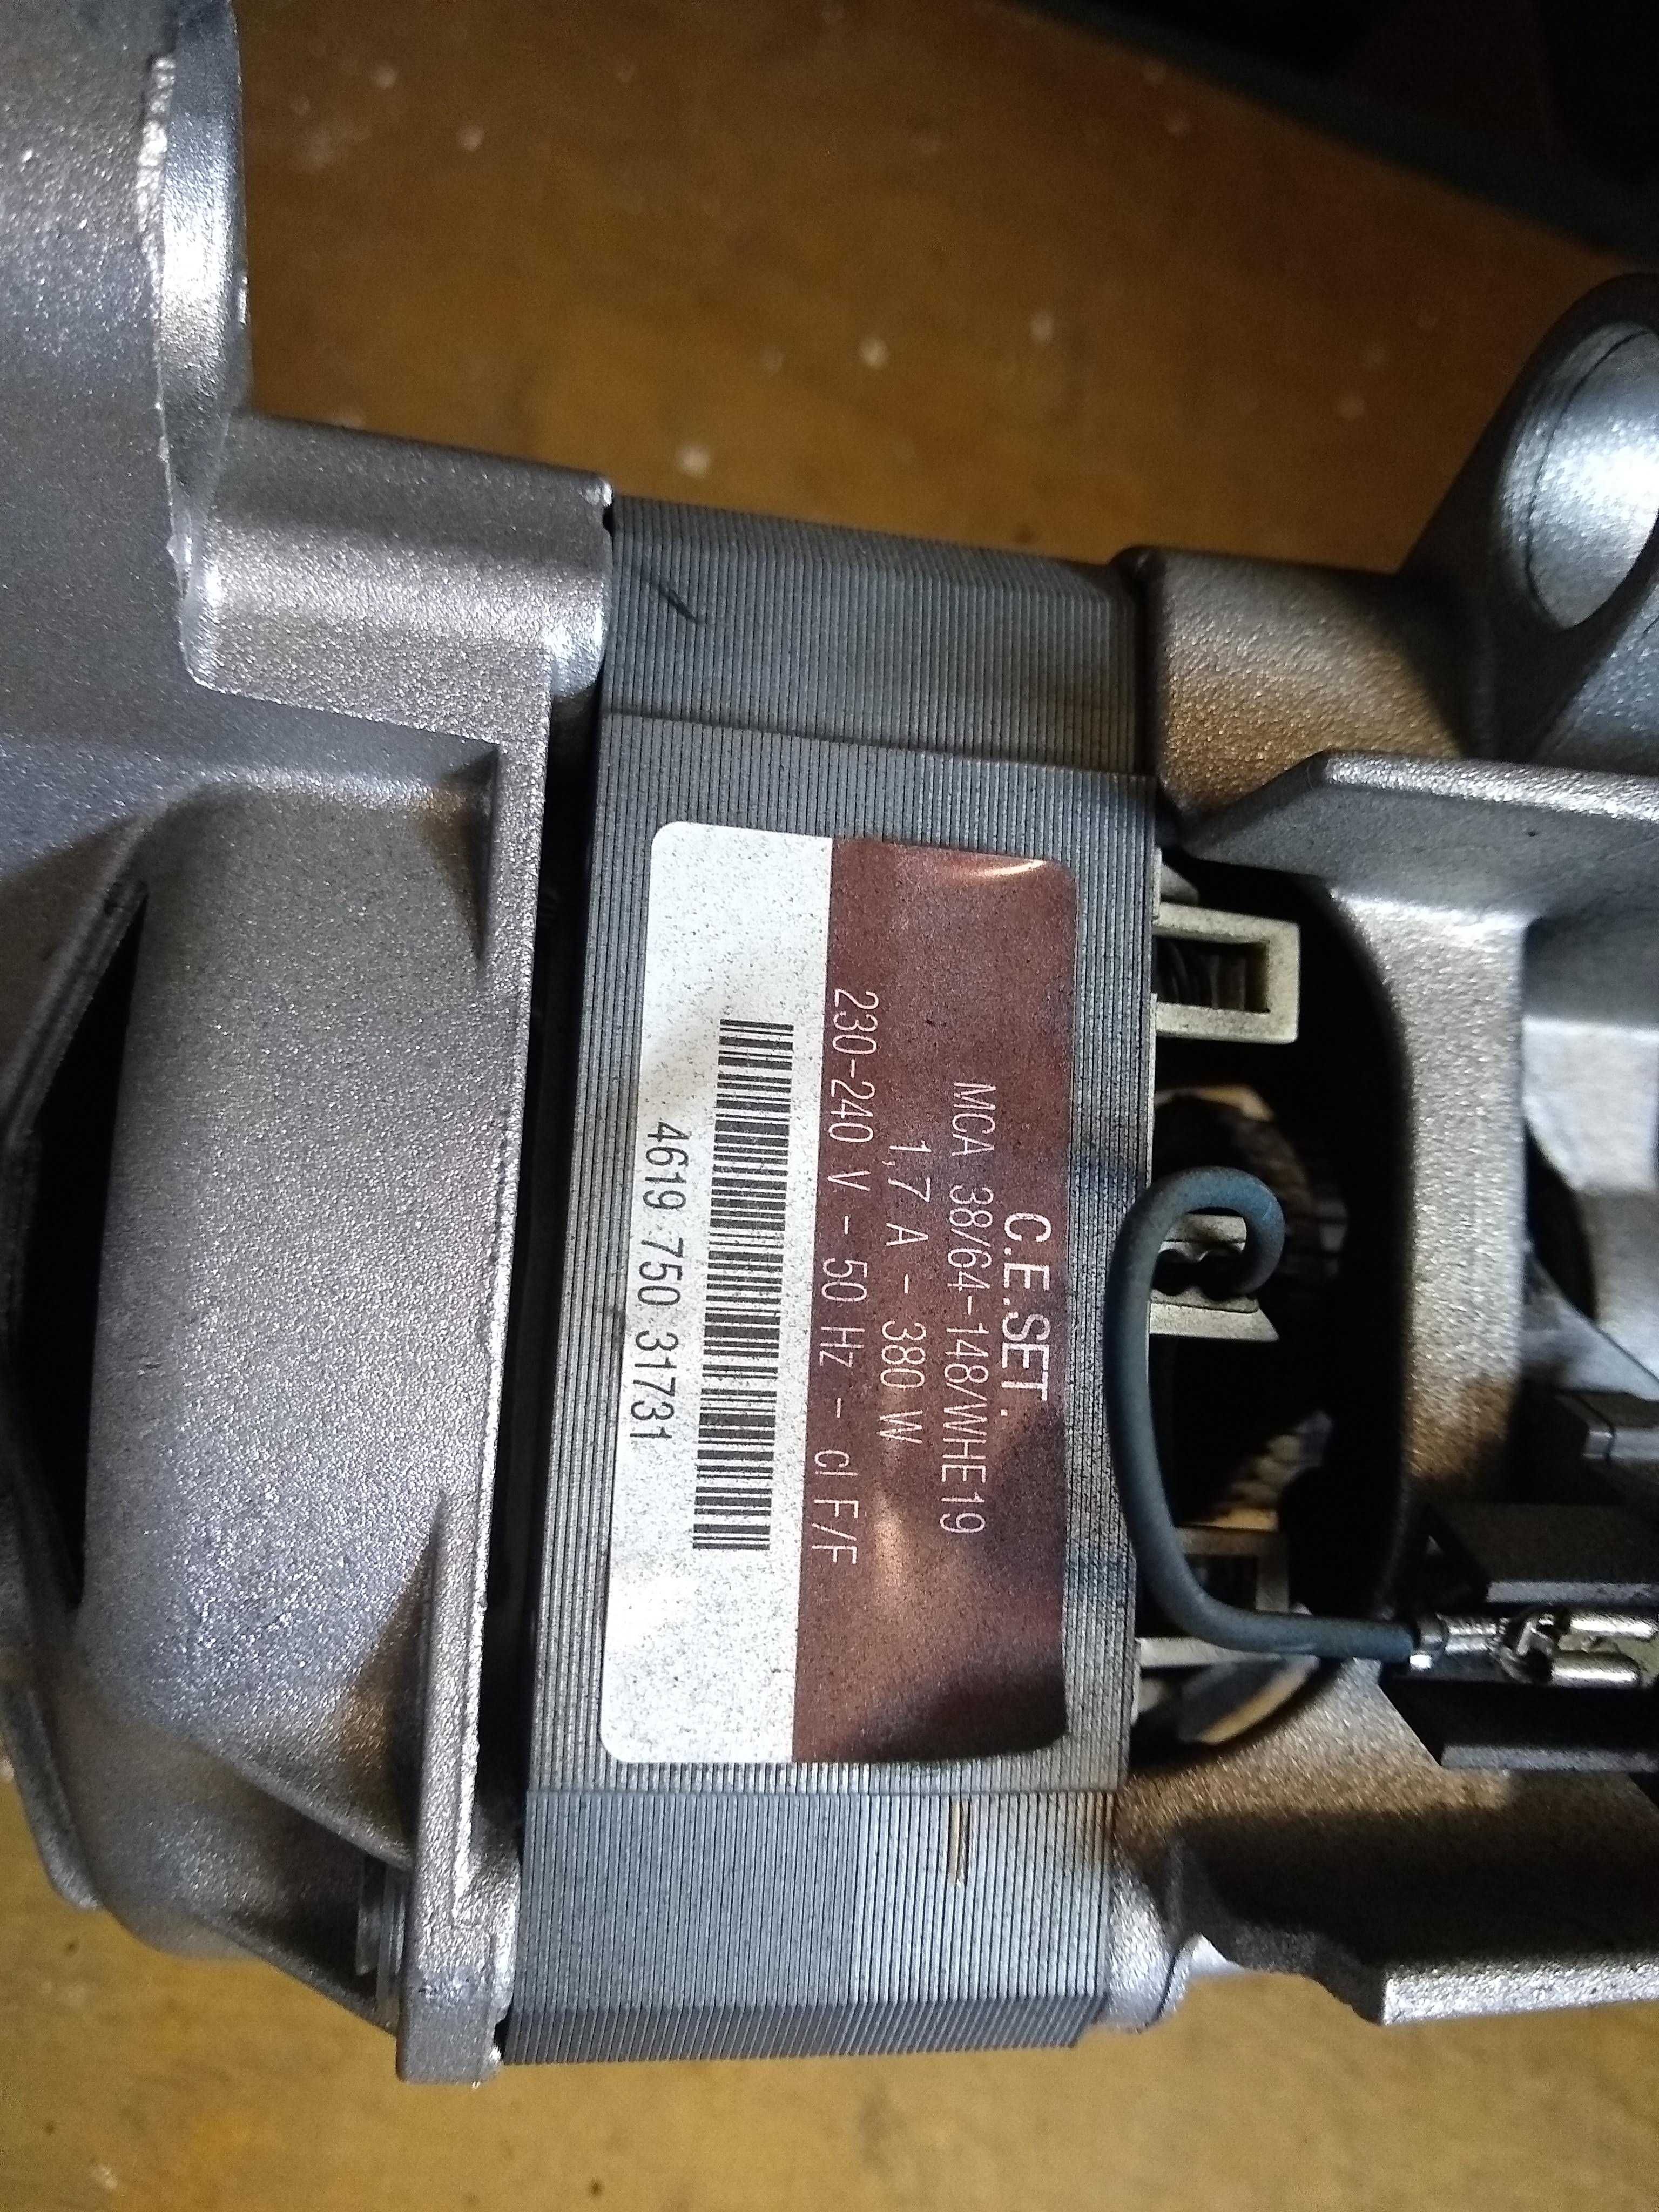 C.E.SET.
MCA 38/64-148/WHE19
1,7 A - 380 W
230-240 V - 50 Hz - cl F/F
4619 750 31731